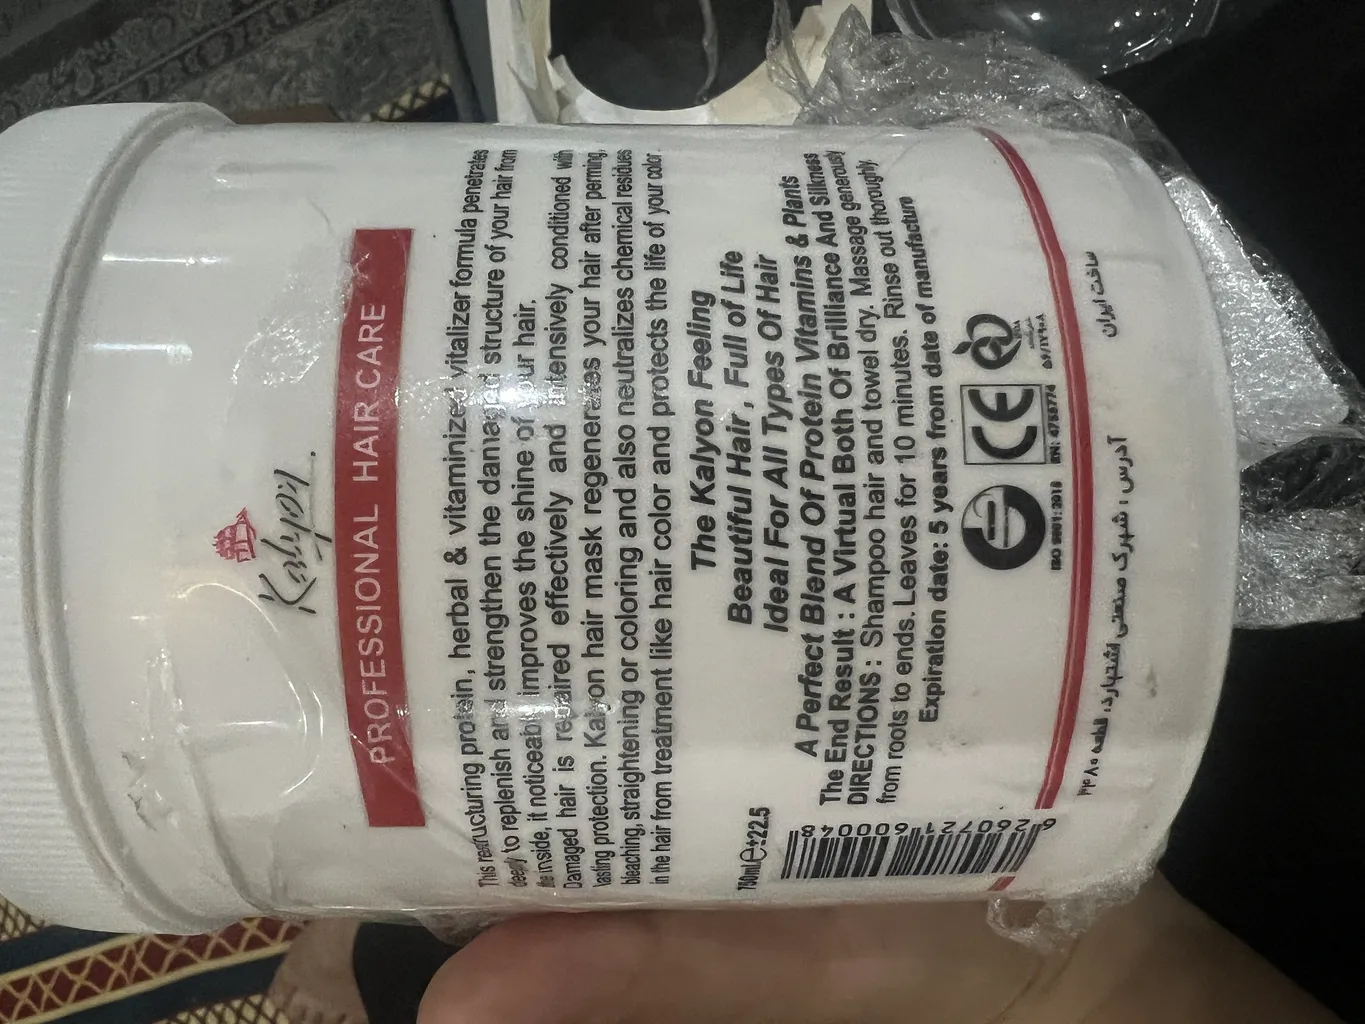 Kalyon.
PROFESSIONAL HAIR CARE
This restructuring protein, herbal & vitaminized vitalizer formula penetrates
deeply to replenish and strengthen the damaged structure of your hair from
the inside, it noticeably improves the shine of your hair.
Damaged hair is repaired effectively and intensively conditioned with
lasting protection. Kalyon hair mask regenerates your hair after perming,
bleaching, straightening or coloring and also neutralizes chemical residues
in the hair from treatment like hair color and protects the life of your color.
The Kalyon Feeling
Beautiful Hair, Full of Life
Ideal For All Types Of Hair
A Perfect Blend Of Protein Vitamins & Plants
The End Result : A Virtual Both Of Brilliance And Silkness
DIRECTIONS : Shampoo hair and towel dry. Massage generously
from roots to ends. Leaves for 10 minutes. Rinse out thoroughly.
Expiration date: 5 years from date of manufacture
750ml e ±22.5
6 260721 600048
ISO 9001:2015
CE
EN: 4755774
ساخت ایران
آدرس : شهرک صنعتی اشتهارد، قطعه